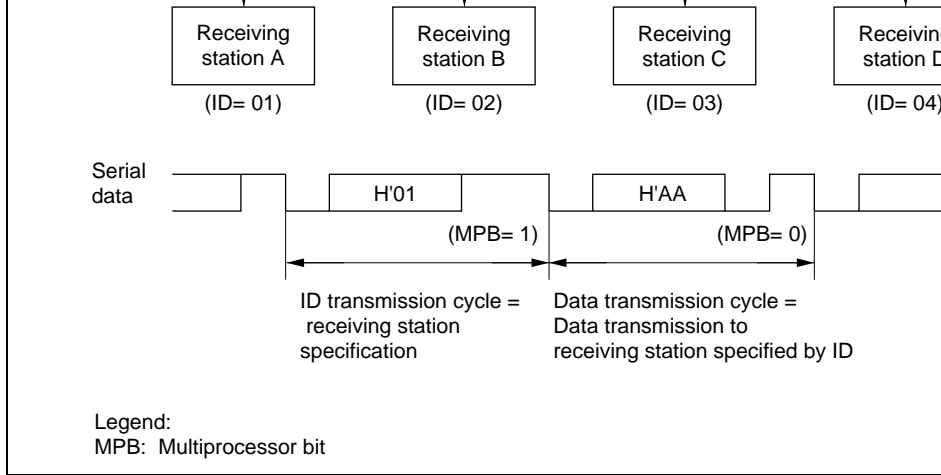 Receiving
station A
Receiving
station B
Receiving
station C
station
(ID= 01)
(ID= 02)
(ID= 03)
(ID= 04)
Serial
data
H'01
H'AA
(MPB= 1)
(MPB= 0)
ID transmission cycle =
receiving station
specification
Data transmission cycle =
Data transmission to
receiving station specified by ID
Legend:
MPB: Multiprocessor bit